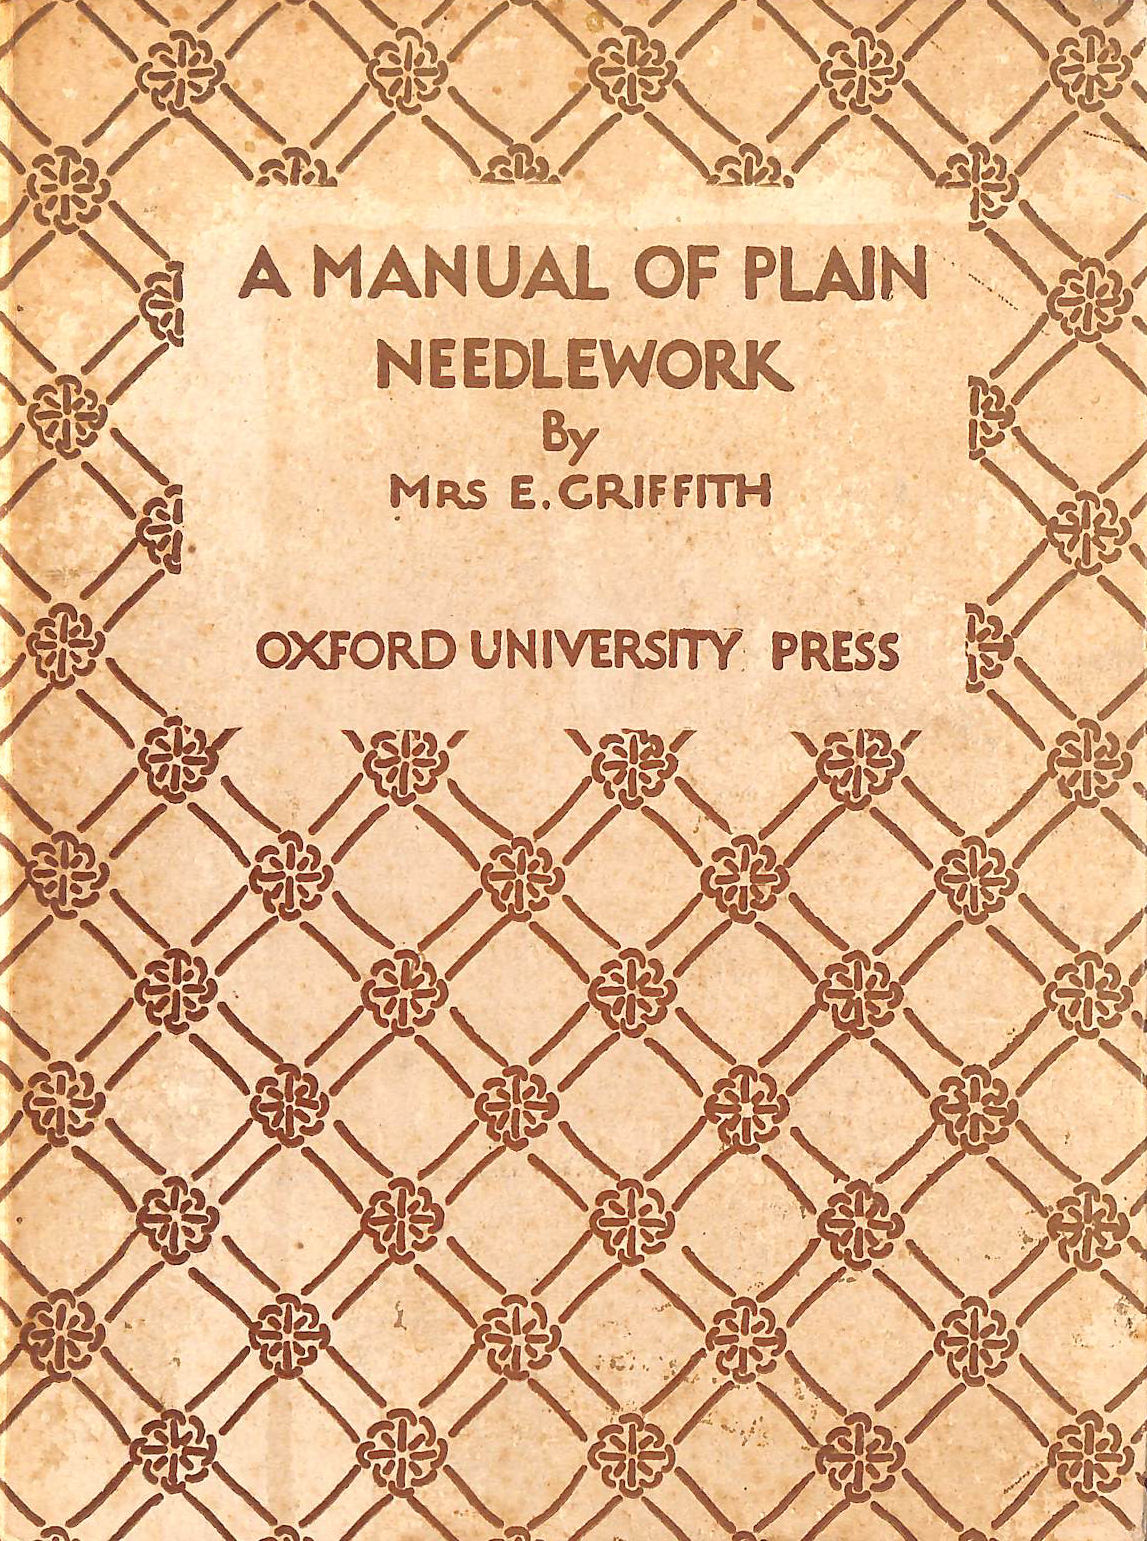 A MANUAL OF PLAIN
NEEDLEWORK
By
MRS E. GRIFFITH
OXFORD UNIVERSITY PRESS